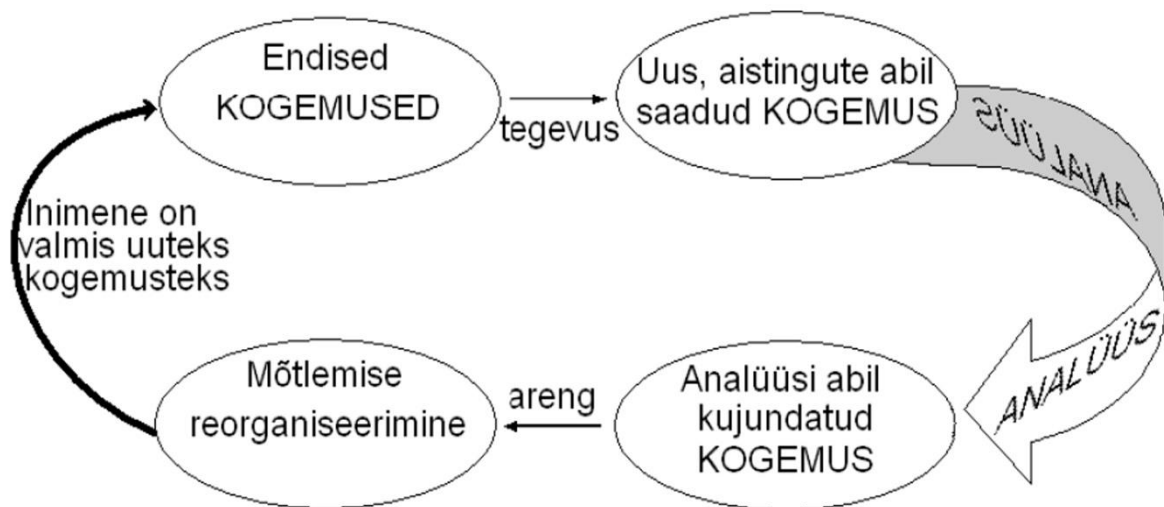 Endised
KOGEMUSED
tegevus
Uus, aistingute abil
saadud KOGEMUS
ANALÜÜS
ANALÜÜS
Analüüsi abil
kujundatud
KOGEMUS
areng
Mõtlemise
reorganiseerimine
Inimene on
valmis uuteks
kogemusteks